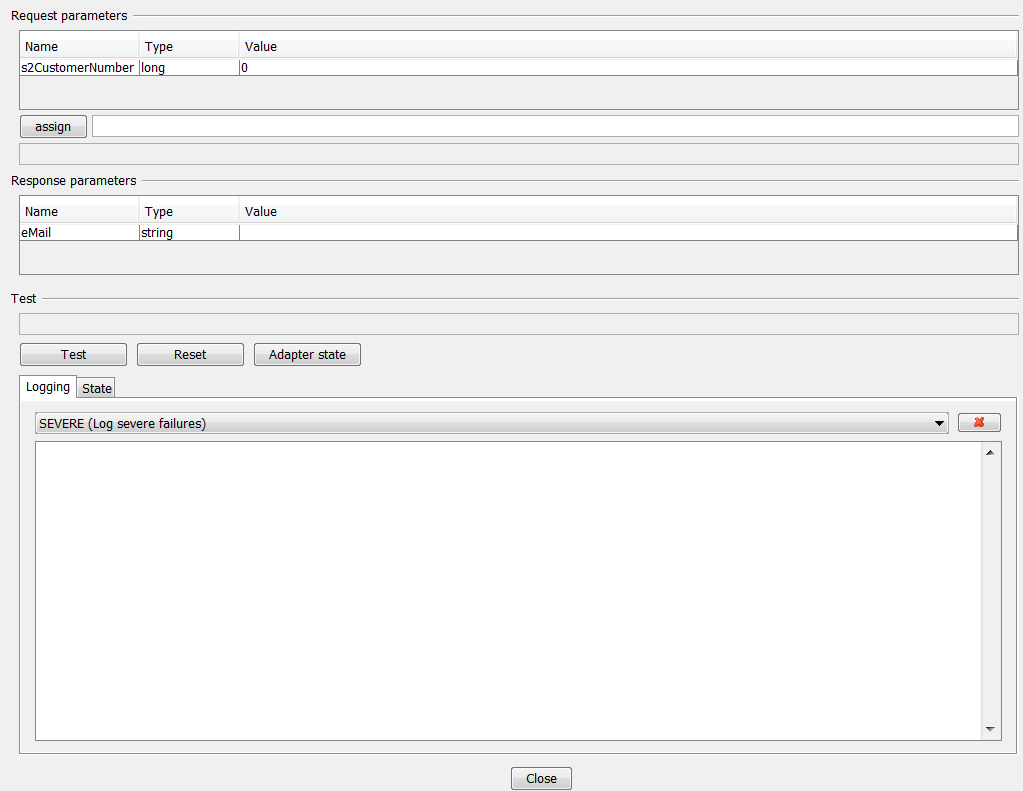 Request parameters
Name Type Value
s2CustomerNumber long 0
assign
Response parameters
Name Type Value
eMail string
Test
Test Reset Adapter state
Logging State
SEVERE (Log severe failures)
Close